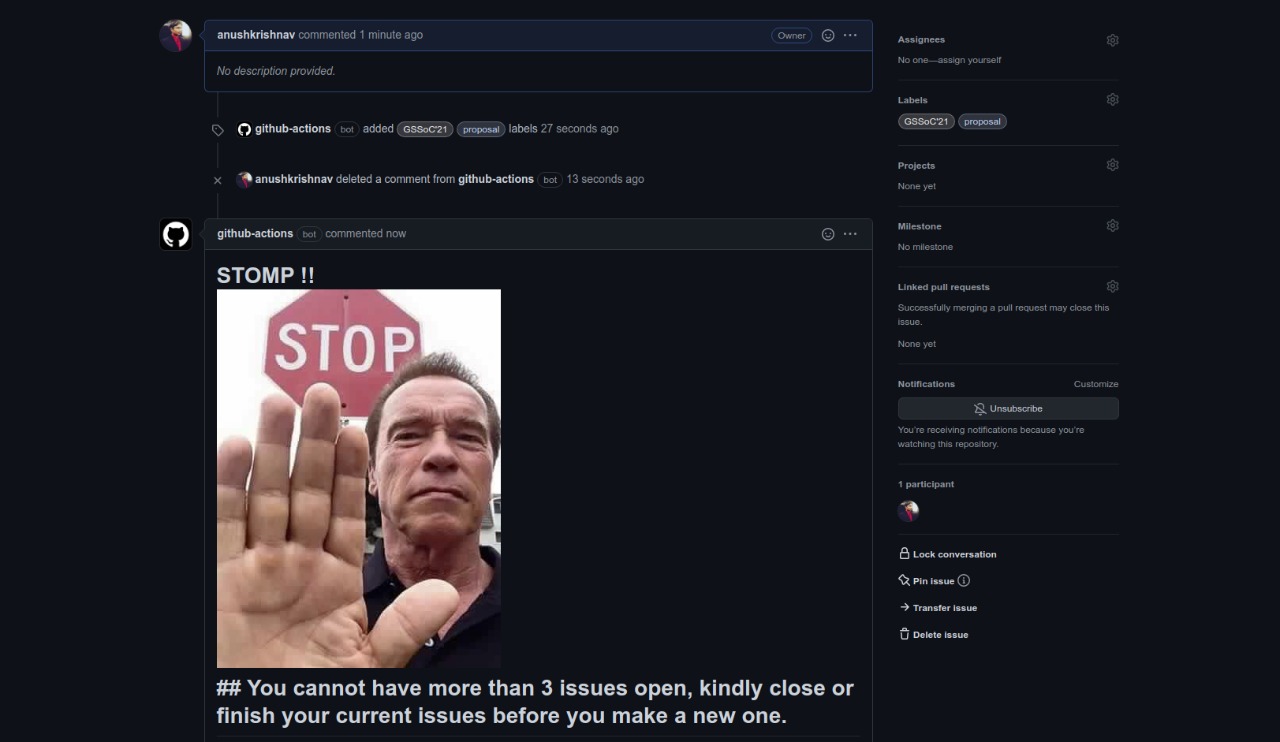 anushkrishnav commented 1 minute ago
Owner
No description provided.
github-actions bot added GSSoC'21 proposal labels 27 seconds ago
anushkrishnav deleted a comment from github-actions bot 13 seconds ago
github-actions bot commented now
STOMP !!
STOP
## You cannot have more than 3 issues open, kindly close or
finish your current issues before you make a new one.
Assignees
No one—assign yourself
Labels
GSSoC'21 proposal
Projects
None yet
Milestone
No milestone
Linked pull requests
Successfully merging a pull request may close this
issue.
None yet
Notifications Customize
Unsubscribe
You're receiving notifications because you're
watching this repository.
1 participant
Lock conversation
Pin issue
Transfer issue
Delete issue